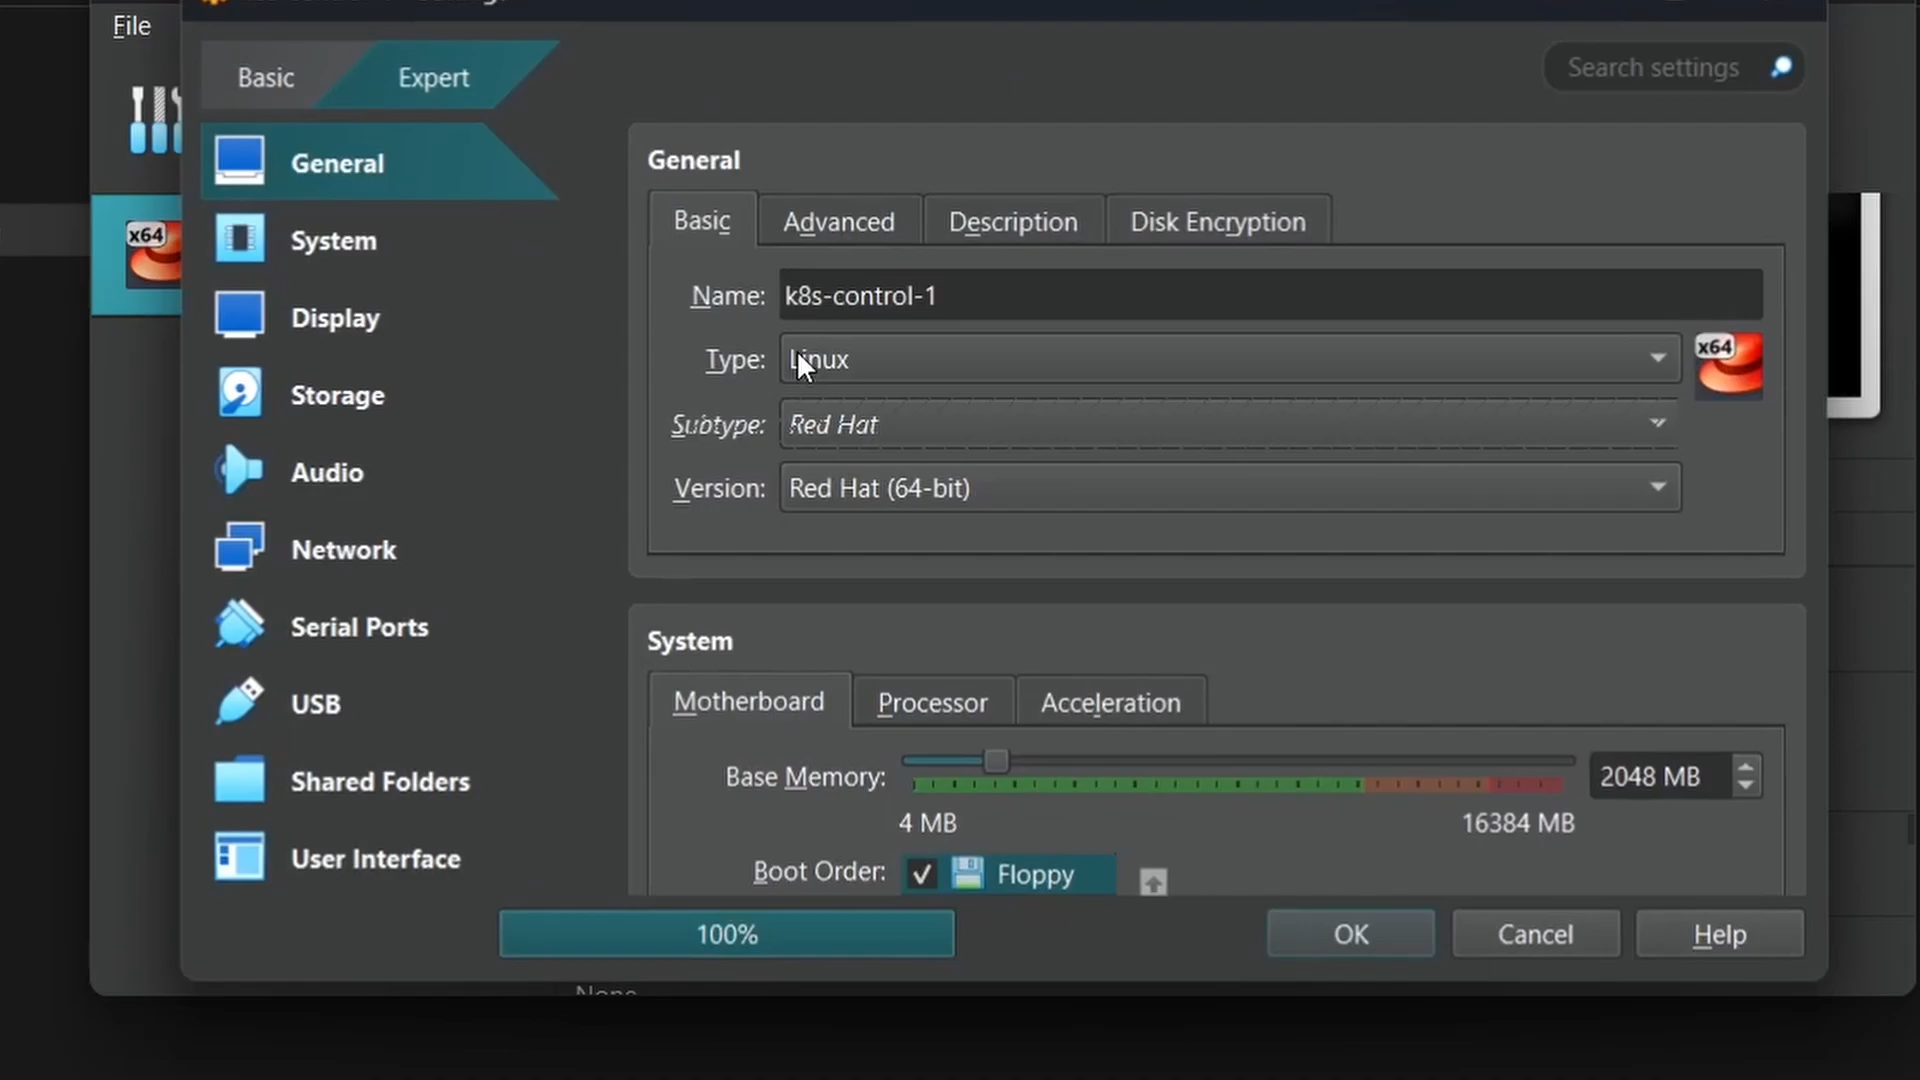 File
Basic
Expert
Search settings
x64
General
System
Display
Storage
Audio
Network
Serial Ports
USB
Shared Folders
User Interface
General
Basic
Advanced
Description
Disk Encryption
Name: k8s-control-1
Type: Linux
x64
Subtype: Red Hat
Version: Red Hat (64-bit)
System
Motherboard
Processor
Acceleration
Base Memory:
2048 MB
4 MB
16384 MB
Boot Order:
Floppy
100%
OK
Cancel
Help